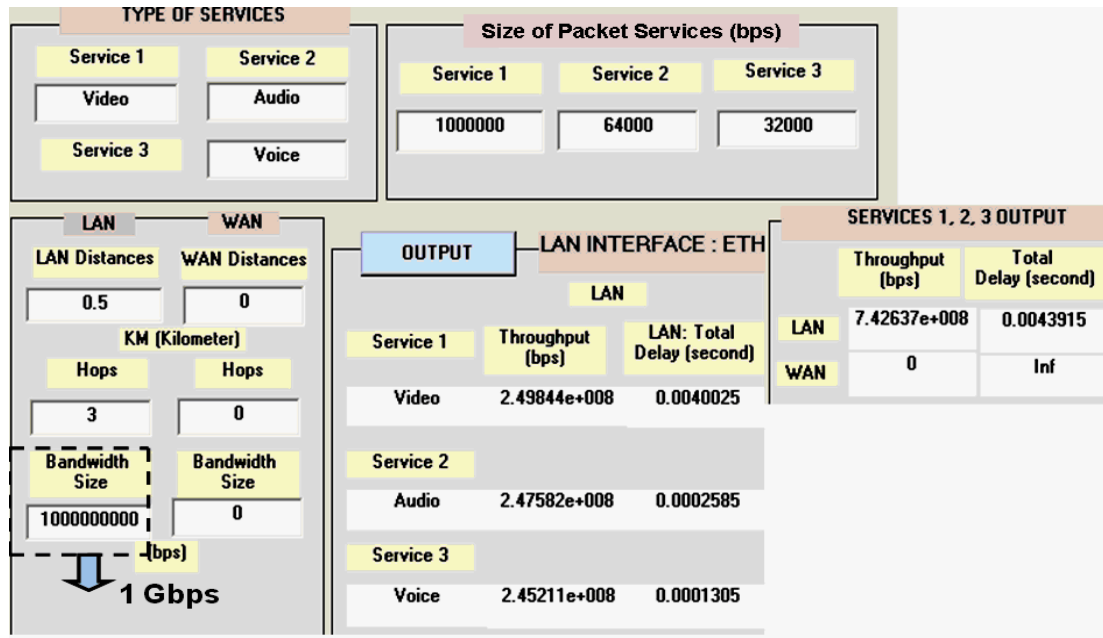 TYPE OF SERVICES
Service 1 Service 2
Video Audio
Service 3 Voice
Size of Packet Services (bps)
Service 1 Service 2 Service 3
1000000 64000 32000
LAN WAN
LAN Distances WAN Distances
0.5 0
KM (Kilometer)
Hops Hops
3 0
Bandwidth Size Bandwidth Size
1000000000 0
(bps)
1 Gbps
OUTPUT LAN INTERFACE : ETH
LAN
Service 1 Throughput (bps) LAN: Total Delay (second)
Video 2.49844e+008 0.0040025
Service 2
Audio 2.47582e+008 0.0002585
Service 3
Voice 2.45211e+008 0.0001305
SERVICES 1, 2, 3 OUTPUT
Throughput (bps) Total Delay (second)
LAN 7.42637e+008 0.0043915
WAN 0 Inf